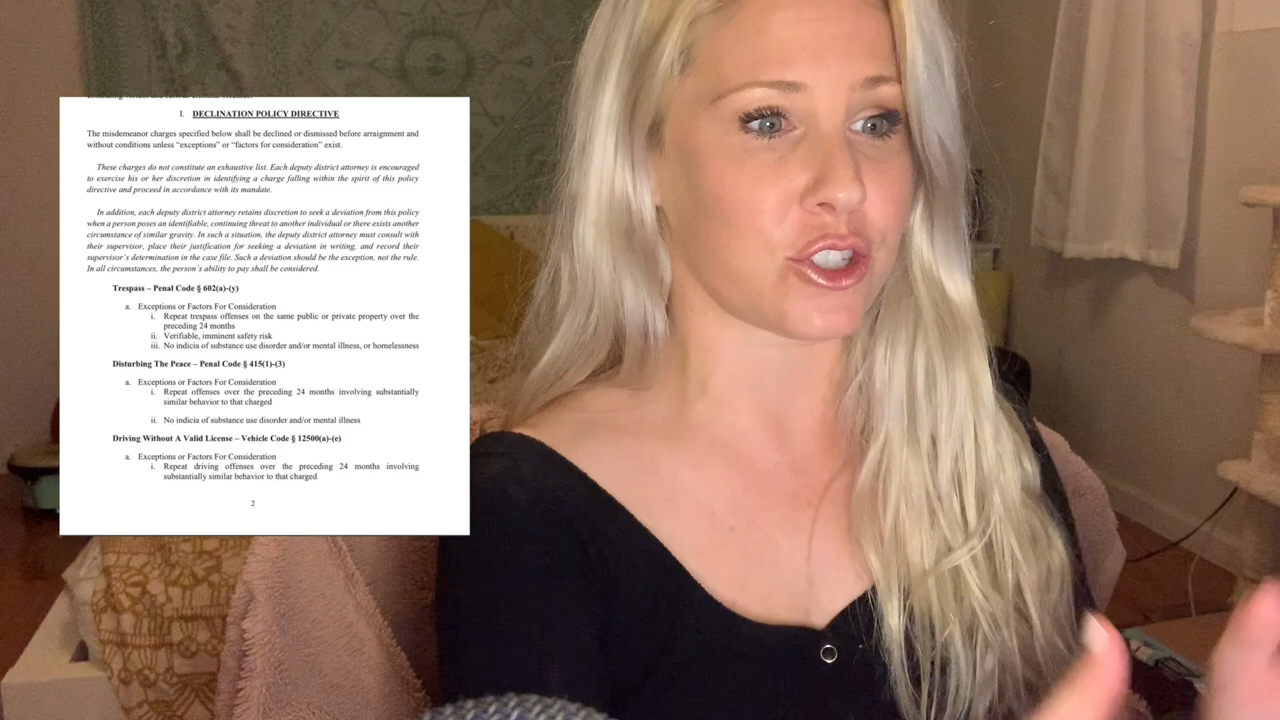 I. DECLINATION POLICY DIRECTIVE
The misdemeanor charges specified below shall be declined or dismissed before arraignment and
without conditions unless “exceptions” or “factors for consideration” exist.
These charges do not constitute an exhaustive list. Each deputy district attorney is encouraged
to exercise his or her discretion in identifying a charge falling within the spirit of this policy
directive and proceed in accordance with its mandate.
In addition, each deputy district attorney retains discretion to seek a deviation from this policy
when a person poses an identifiable, continuing threat to another individual or there exists another
circumstance of similar gravity. In such a situation, the deputy district attorney must consult with
their supervisor, place their justification for seeking a deviation in writing, and record their
supervisor’s determination in the case file. Such a deviation should be the exception, not the rule.
In all circumstances, the person’s ability to pay shall be considered.
Trespass – Penal Code § 602(a)-(y)
a. Exceptions or Factors For Consideration
i. Repeat trespass offenses on the same public or private property over the
preceding 24 months
ii. Verifiable, imminent safety risk
iii. No indicia of substance use disorder and/or mental illness, or homelessness
Disturbing The Peace – Penal Code § 415(1)-(3)
a. Exceptions or Factors For Consideration
i. Repeat offenses over the preceding 24 months involving substantially
similar behavior to that charged
ii. No indicia of substance use disorder and/or mental illness
Driving Without A Valid License – Vehicle Code § 12500(a)-(e)
a. Exceptions or Factors For Consideration
i. Repeat driving offenses over the preceding 24 months involving
substantially similar behavior to that charged
2